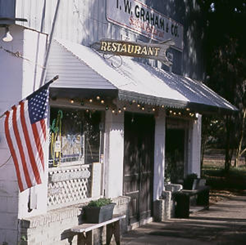 T. W. GRAHAM & CO.
RESTAURANT